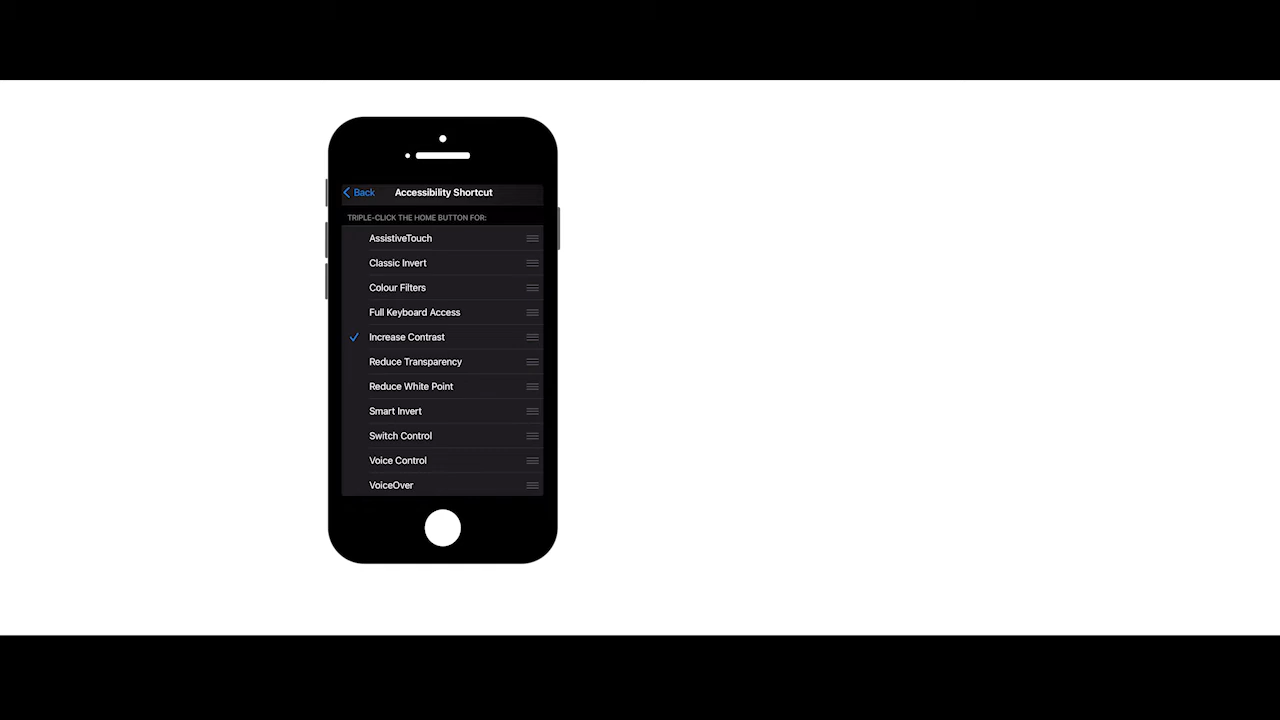 Back
Accessibility Shortcut
TRIPLE-CLICK THE HOME BUTTON FOR:
AssistiveTouch
Classic Invert
Colour Filters
Full Keyboard Access
Increase Contrast
Reduce Transparency
Reduce White Point
Smart Invert
Switch Control
Voice Control
VoiceOver